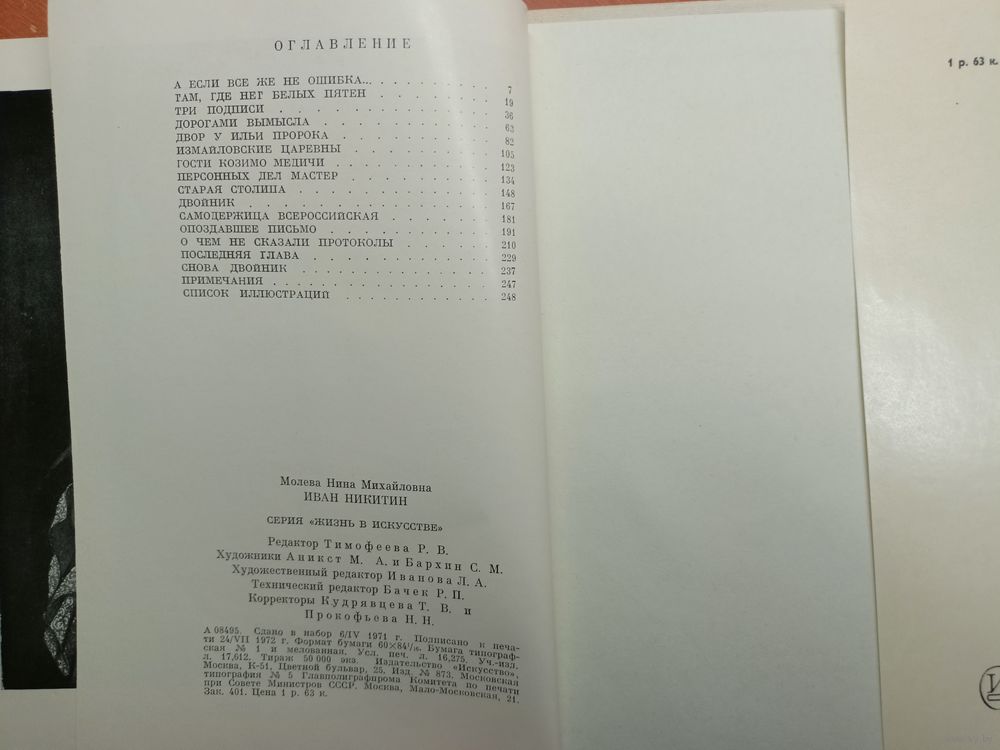 ОГЛАВЛЕНИЕ
А ЕСЛИ ВСЕ ЖЕ НЕ ОШИБКА... 7
ТАМ, ГДЕ НЕТ БЕЛЫХ ПЯТЕН 19
ТРИ ПОДПИСИ 36
ДОРОГАМИ ВЫМЫСЛА 63
ДВОР У ИЛЬИ ПРОРОКА 82
ИЗМАЙЛОВСКИЕ ЦАРЕВНЫ 105
ГОСТИ КОЗИМО МЕДИЧИ 123
ПЕРСОННЫХ ДЕЛ МАСТЕР 134
СТАРАЯ СТОЛИЦА 148
ДВОЙНИК 167
САМОДЕРЖИЦА ВСЕРОССИЙСКАЯ 181
ОПОЗДАВШЕЕ ПИСЬМО 191
О ЧЕМ НЕ СКАЗАЛИ ПРОТОКОЛЫ 210
ПОСЛЕДНЯЯ ГЛАВА 229
СНОВА ДВОЙНИК 237
ПРИМЕЧАНИЯ 247
СПИСОК ИЛЛЮСТРАЦИЙ 248
Молева Нина Михайловна
ИВАН НИКИТИН
СЕРИЯ «ЖИЗНЬ В ИСКУССТВЕ»
Редактор Тимофеева Р. В.
Художники Аникст М. А. и Бархин С. М.
Художественный редактор Иванова Л. А.
Технический редактор Бачек Р. П.
Корректоры Кудрявцева Т. В. и
Прокофьева Н. Н.
А 08495. Сдано в набор 6/IV 1971 г. Подписано к печа-
ти 24/VII 1972 г. Формат бумаги 60×84¹/₁₆. Бумага типограф-
ская № 1 и мелованная. Усл. печ. л. 16,275. Уч.-изд.
л. 17,612. Тираж 50 000 экз. Издательство «Искусство»,
Москва, К-51, Цветной бульвар, 25. Изд. № 873. Московская
типография № 5 Главполиграфпрома Комитета по печати
при Совете Министров СССР. Москва, Мало-Московская, 21.
Зак. 401. Цена 1 р. 63 к.
1 р. 63 к.